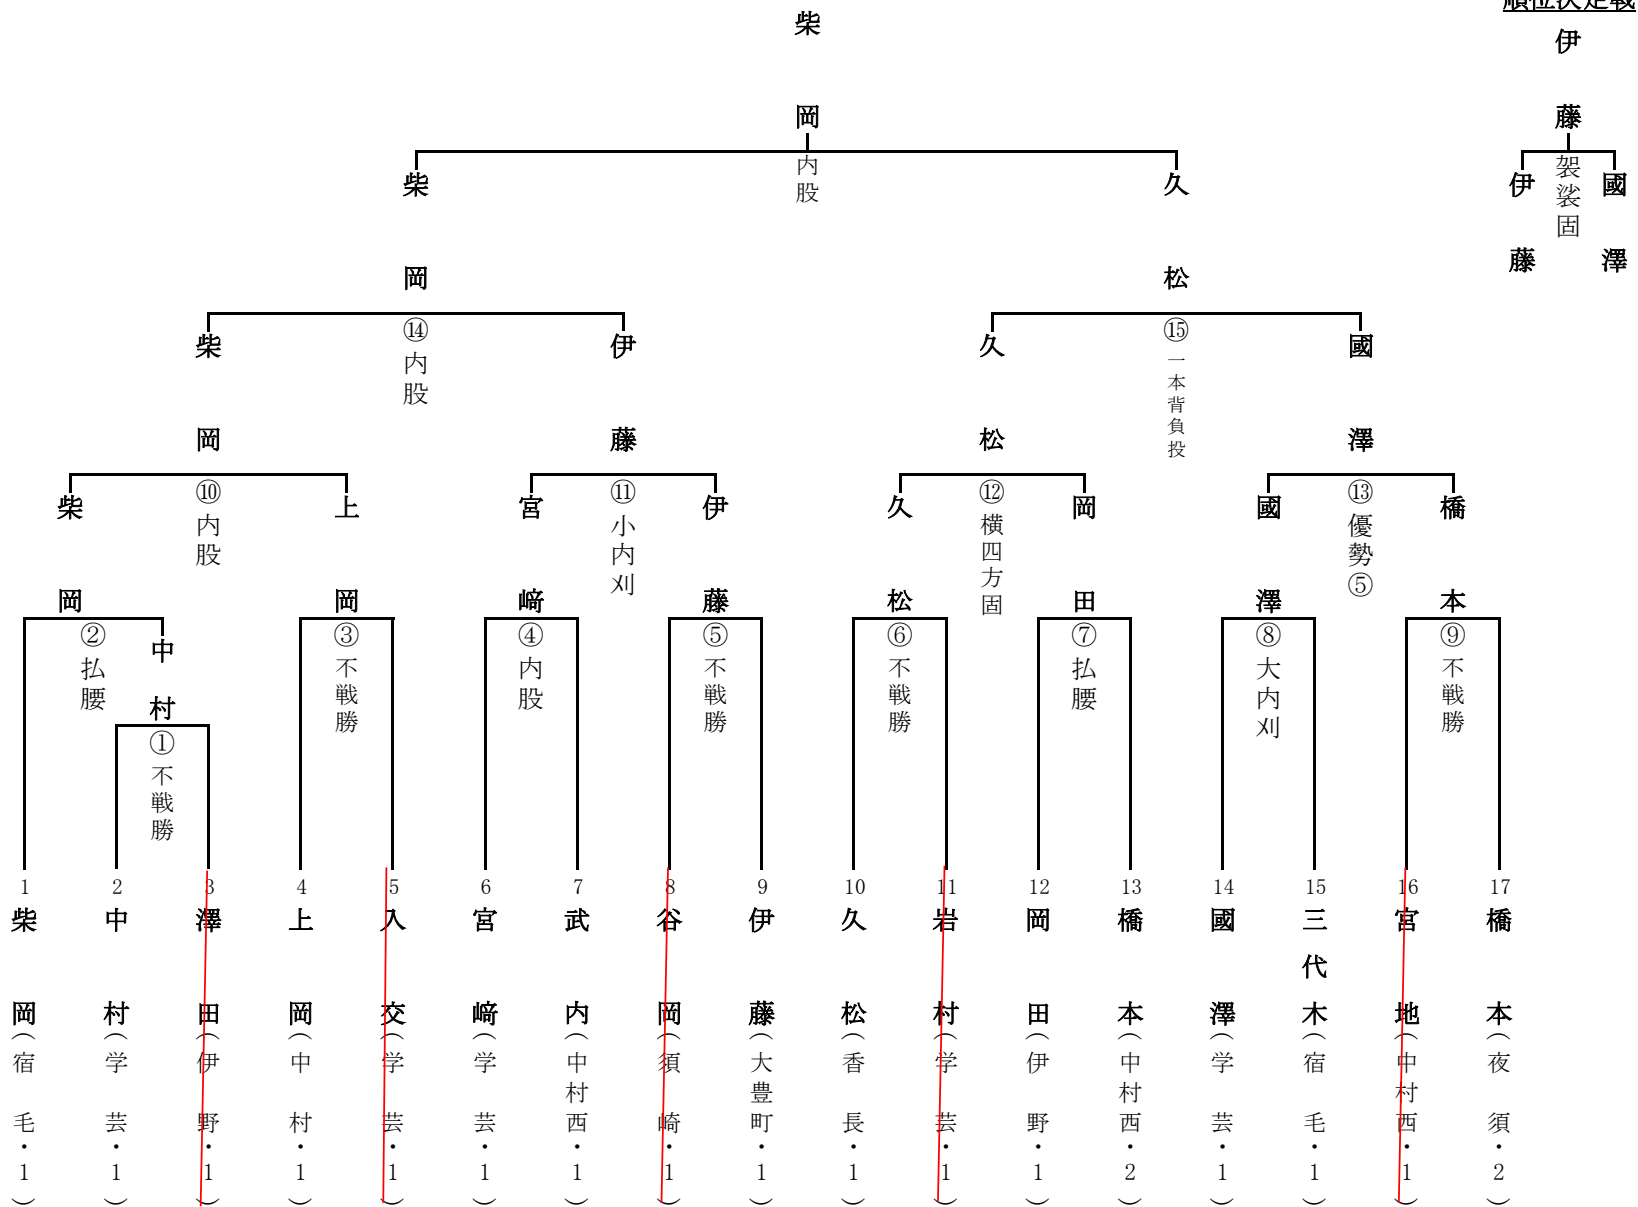 順位決定戦
柴岡
伊藤
内股
袈裟固
柴岡
久松
伊藤
國澤
⑭内股
⑮一本背負投
柴岡
伊藤
久松
國澤
⑩内股
⑪小内刈
⑫横四方固
⑬優勢⑤
柴岡
上岡
宮﨑
伊藤
久松
岡田
國澤
橋本
②払腰
中村
③不戦勝
④内股
⑤不戦勝
⑥不戦勝
⑦払腰
⑧大内刈
⑨不戦勝
①不戦勝
1 柴岡(宿毛・1)
2 中村(学芸・1)
3 澤田(伊野・1)
4 上岡(中村・1)
5 入交(学芸・1)
6 宮﨑(学芸・1)
7 武内(中村西・1)
8 谷岡(須崎・1)
9 伊藤(大豊町・1)
10 久松(香長・1)
11 岩村(学芸・1)
12 岡田(伊野・1)
13 橋本(中村西・2)
14 國澤(学芸・1)
15 三代木(宿毛・1)
16 宮地(中村西・1)
17 橋本(夜須・2)